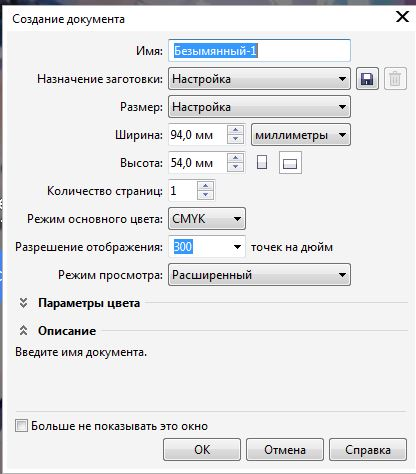 Создание документа
Имя: Безымянный-1
Назначение заготовки: Настройка
Размер: Настройка
Ширина: 94,0 мм миллиметры
Высота: 54,0 мм
Количество страниц: 1
Режим основного цвета: CMYK
Разрешение отображения: 300 точек на дюйм
Режим просмотра: Расширенный
Параметры цвета
Описание
Введите имя документа.
Больше не показывать это окно
ОК Отмена Справка